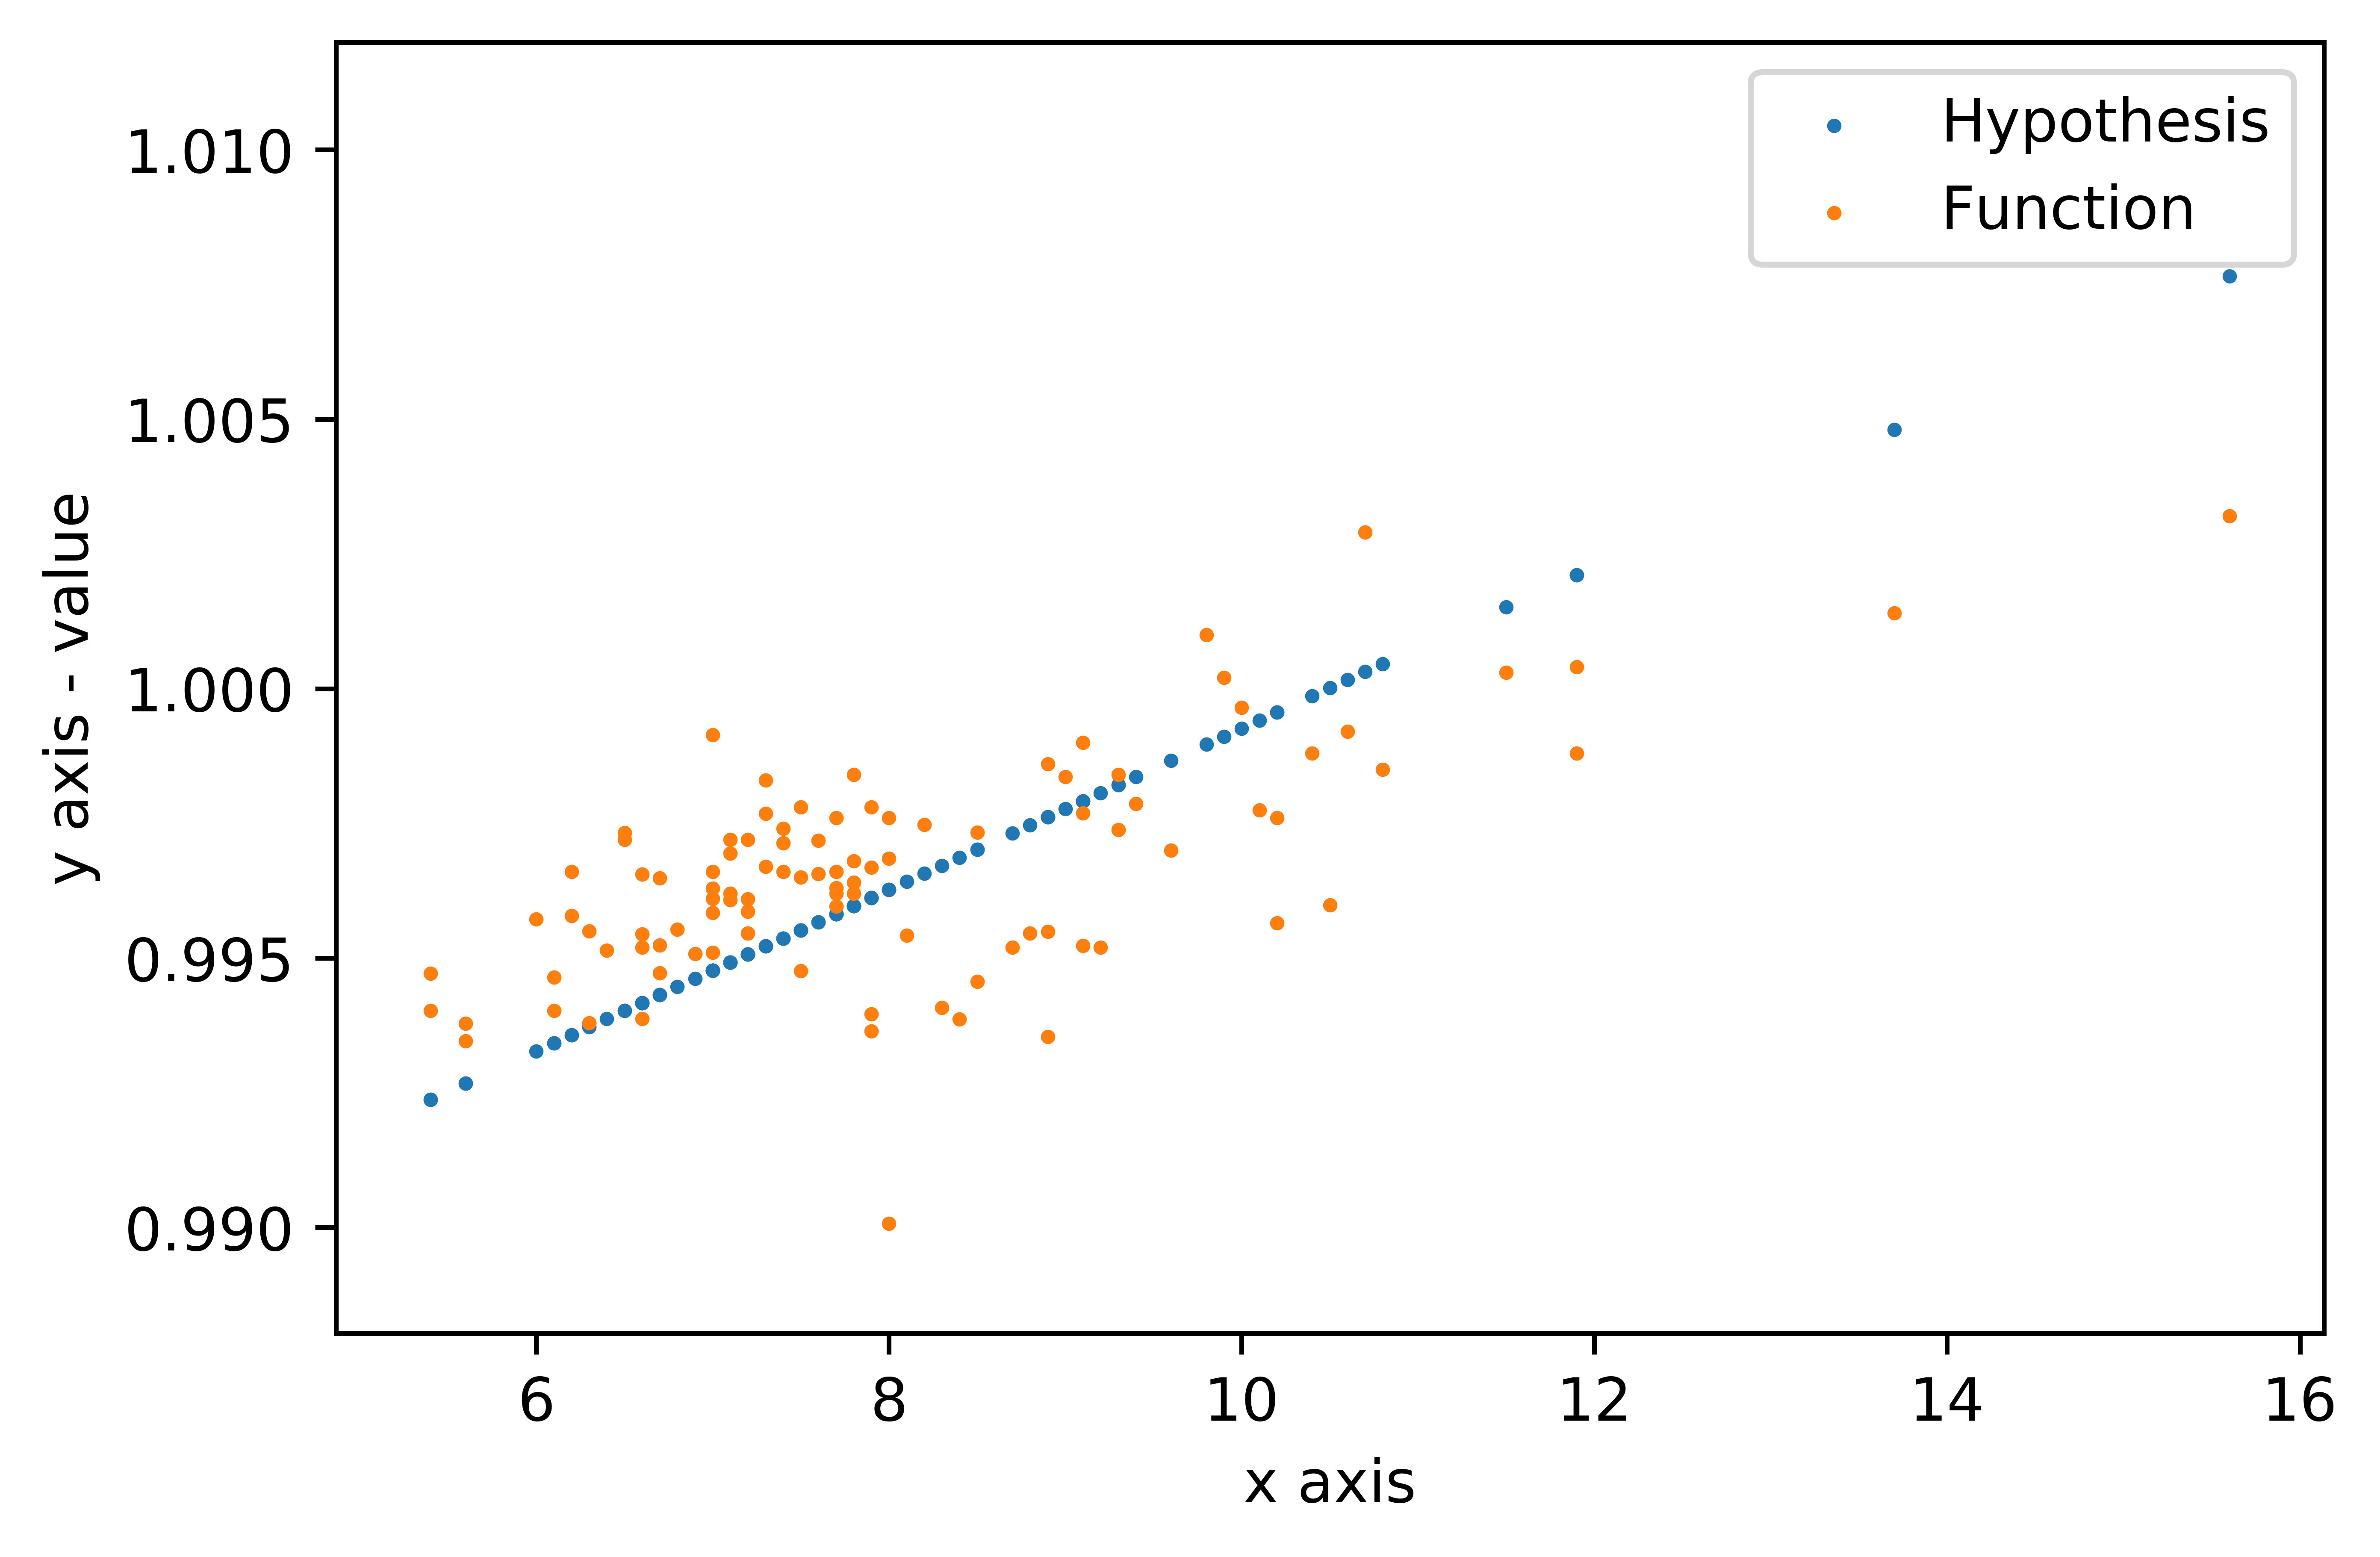 Hypothesis
Function
1.010
1.005
1.000
0.995
0.990
y axis - value
6 8 10 12 14 16
x axis